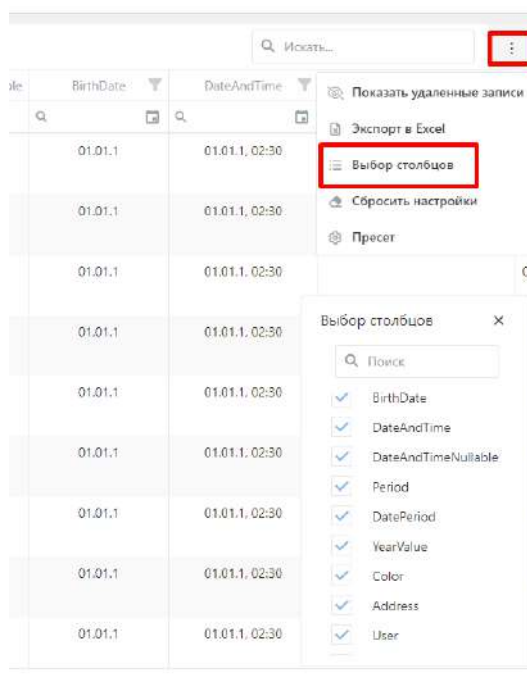 Искать...
BirthDate
DateAndTime
Показать удаленные записи
Экспорт в Excel
01.01.1 01.01.1, 02:30
Выбор столбцов
Сбросить настройки
01.01.1 01.01.1, 02:30
Пресет
01.01.1 01.01.1, 02:30
Выбор столбцов
01.01.1 01.01.1, 02:30
Поиск
01.01.1 01.01.1, 02:30
BirthDate
DateAndTime
01.01.1 01.01.1, 02:30
DateAndTimeNullable
Period
01.01.1 01.01.1, 02:30
DatePeriod
YearValue
01.01.1 01.01.1, 02:30
Color
Address
01.01.1 01.01.1, 02:30
User